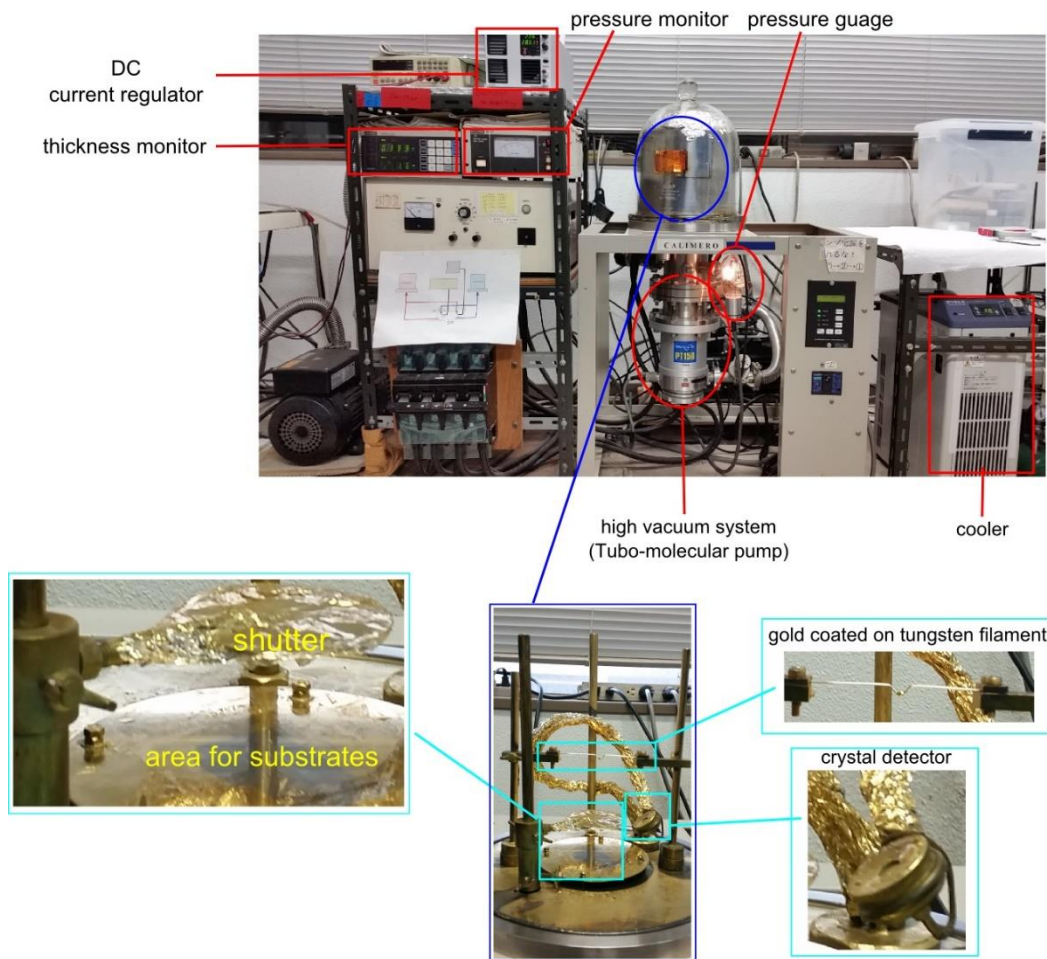 pressure monitor
pressure guage
DC
current regulator
thickness monitor
CALIMERO
PT150
high vacuum system
(Tubo-molecular pump)
cooler
shutter
area for substrates
gold coated on tungsten filament
crystal detector